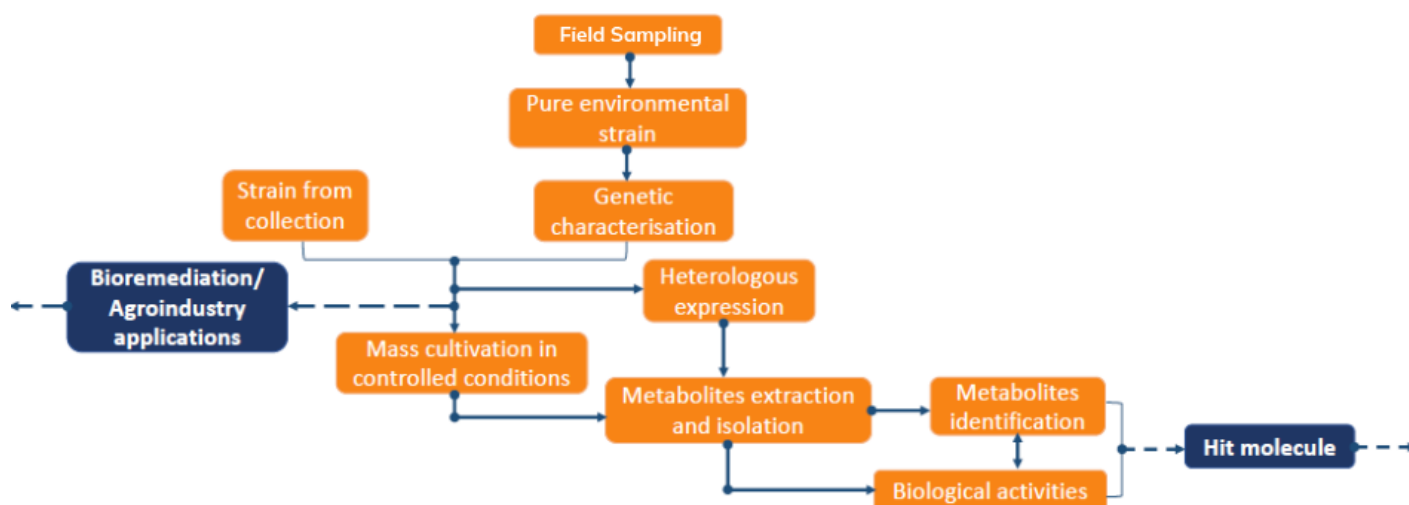 Field Sampling
Pure environmental
strain
Strain from
collection
Genetic
characterisation
Bioremediation/
Agroindustry
applications
Heterologous
expression
Mass cultivation in
controlled conditions
Metabolites extraction
and isolation
Metabolites
identification
Hit molecule
Biological activities